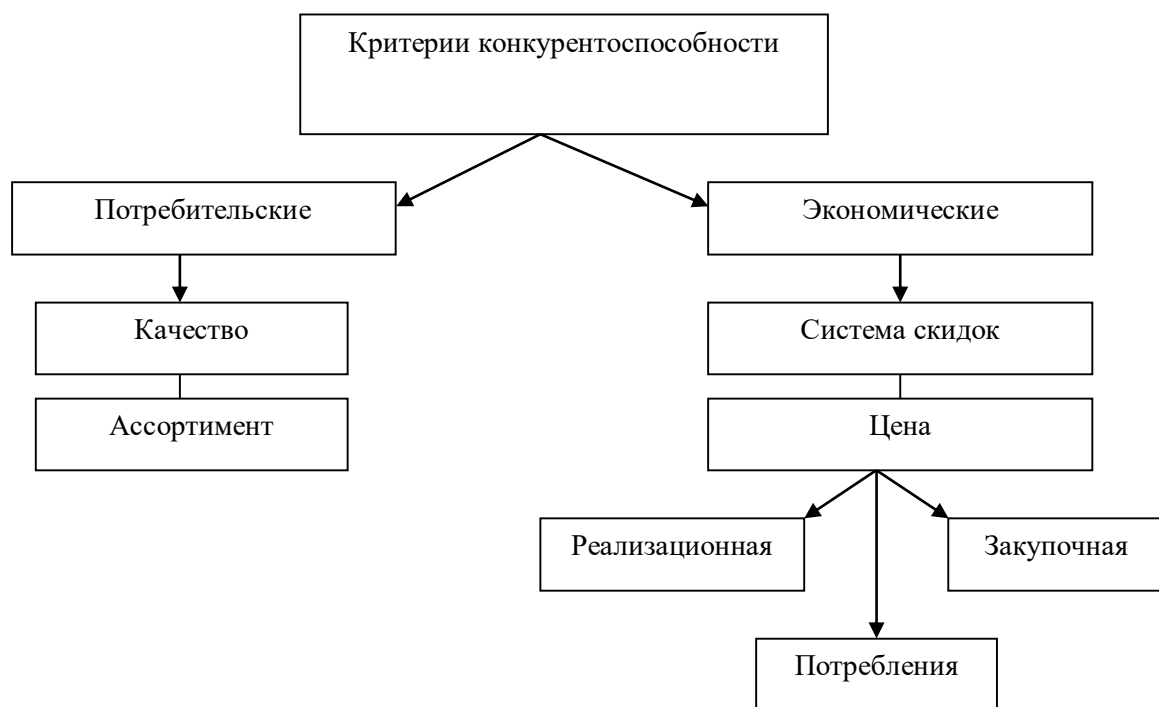 Критерии конкурентоспособности
Потребительские
Экономические
Качество
Система скидок
Ассортимент
Цена
Реализационная
Закупочная
Потребления